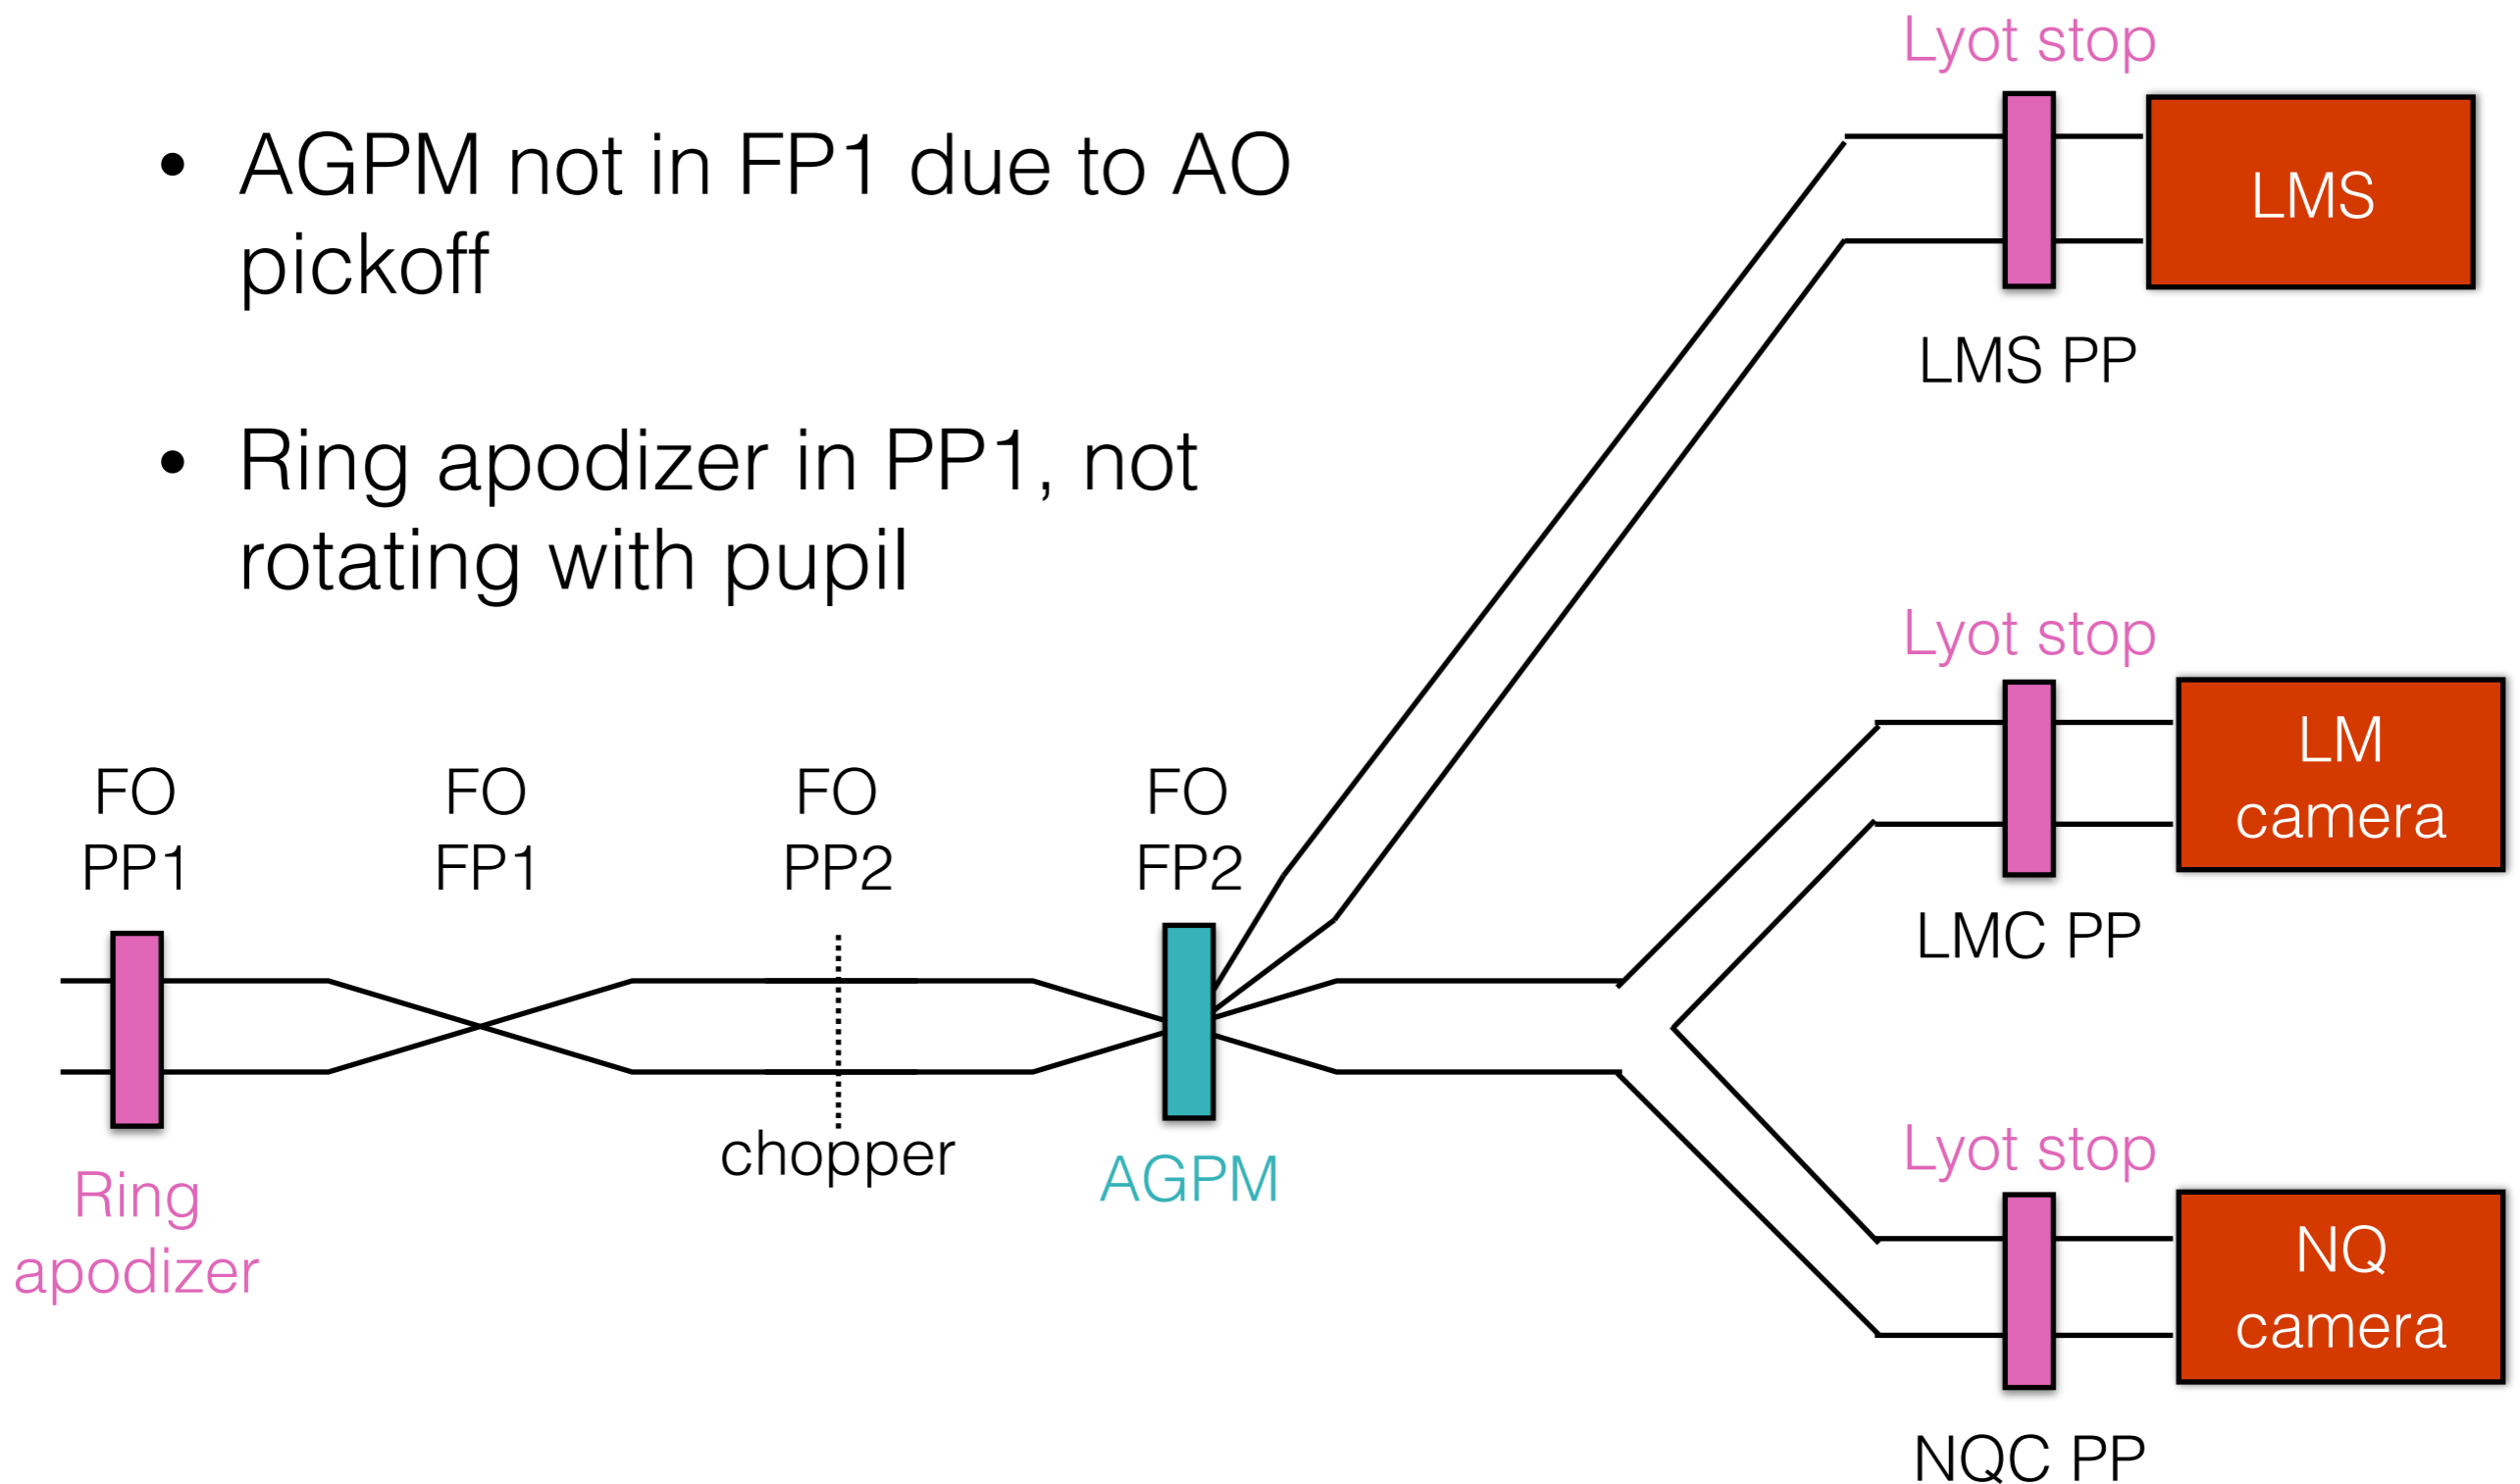 • AGPM not in FP1 due to AO
pickoff
• Ring apodizer in PP1, not
rotating with pupil
Lyot stop
LMS
LMS PP
Lyot stop
LM
camera
LMC PP
FO
PP1
FO
FP1
FO
PP2
FO
FP2
Ring
apodizer
chopper
AGPM
Lyot stop
NQ
camera
NQC PP